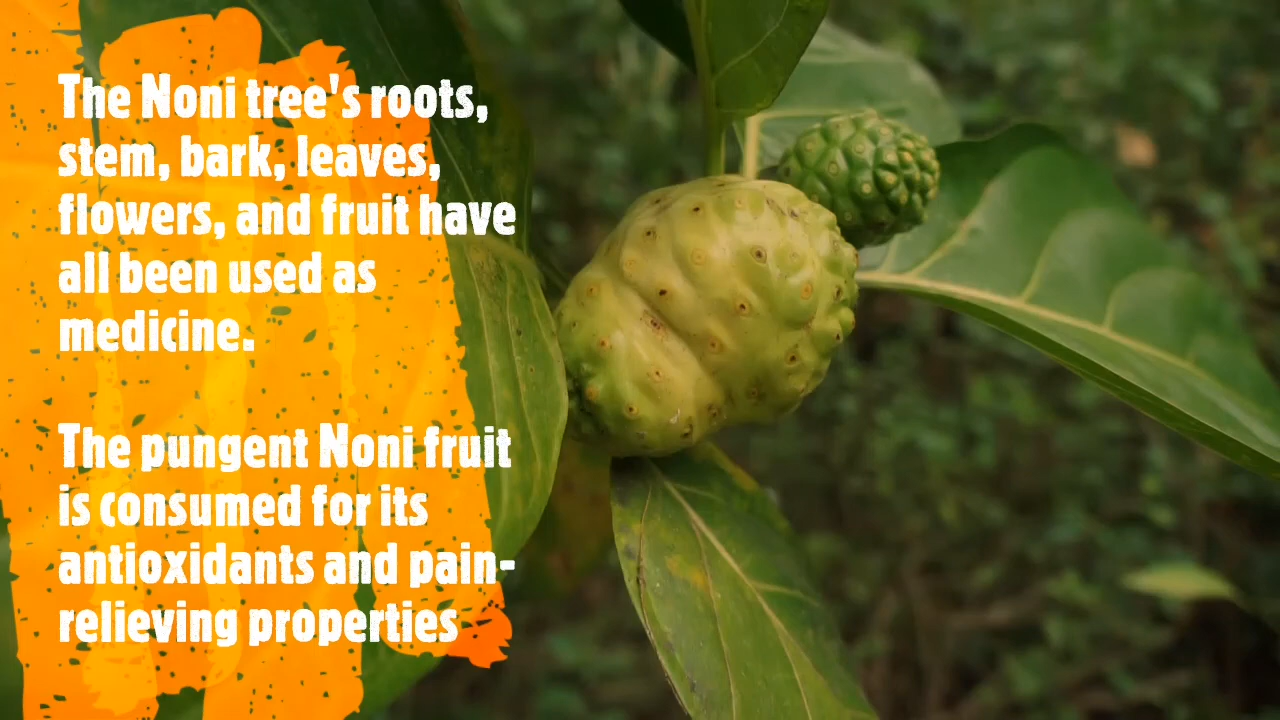 The Noni tree's roots,
stem, bark, leaves,
flowers, and fruit have
all been used as
medicine.
The pungent Noni fruit
is consumed for its
antioxidants and pain-
relieving properties